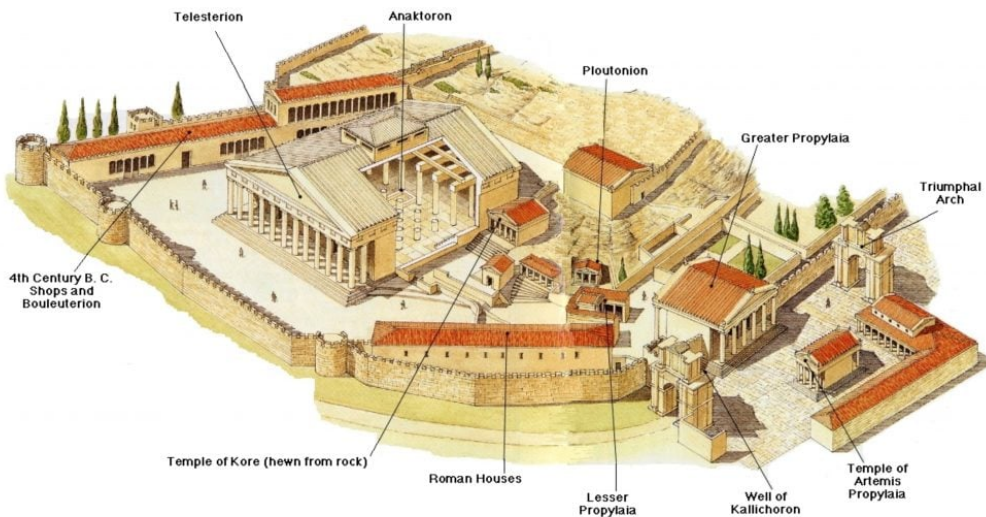 Telesterion
Anaktoron
Ploutonion
Greater Propylaia
Triumphal
Arch
4th Century B. C.
Shops and
Bouleuterion
Temple of Kore (hewn from rock)
Roman Houses
Lesser
Propylaia
Well of
Kallichoron
Temple of
Artemis
Propylaia